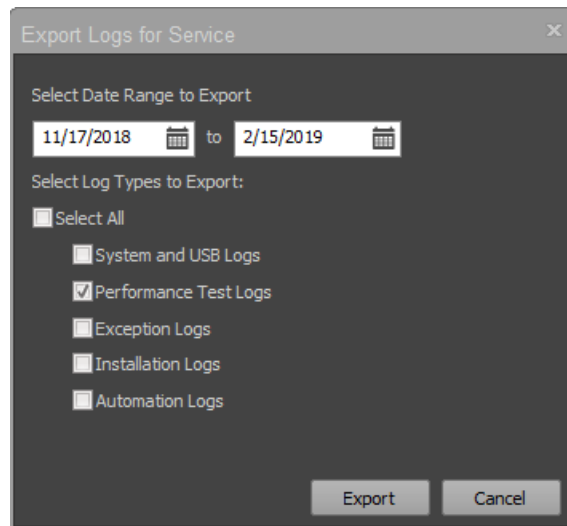 Export Logs for Service
Select Date Range to Export
11/17/2018 to 2/15/2019
Select Log Types to Export:
Select All
System and USB Logs
Performance Test Logs
Exception Logs
Installation Logs
Automation Logs
Export Cancel